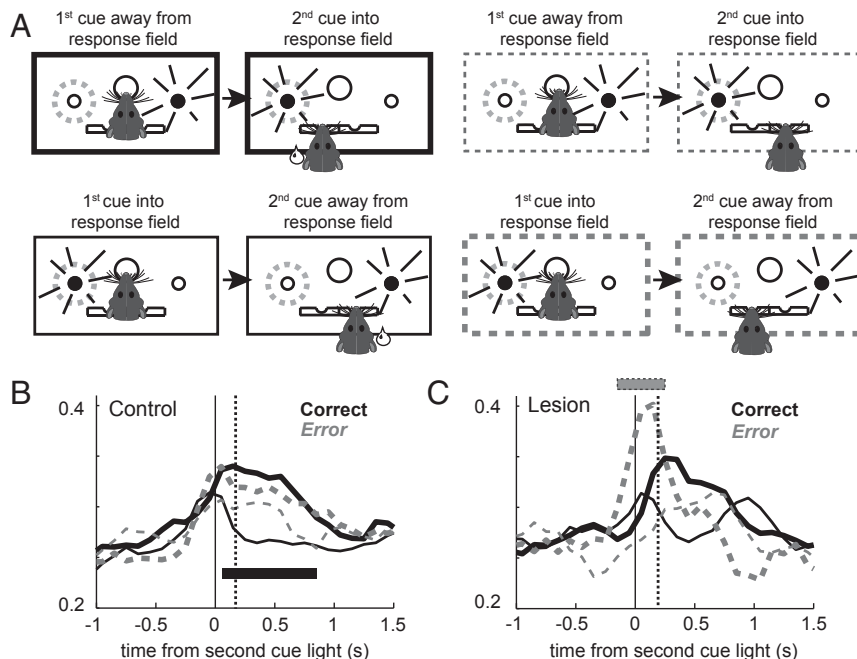 A
1st cue away from
response field
2nd cue into
response field
1st cue away from
response field
2nd cue into
response field
1st cue into
response field
2nd cue away from
response field
1st cue into
response field
2nd cue away from
response field
B
0.4
Control
Correct
Error
0.2
-1
-0.5
0
0.5
1
1.5
time from second cue light (s)
C
0.4
Lesion
Correct
Error
0.2
-1
-0.5
0
0.5
1
1.5
time from second cue light (s)